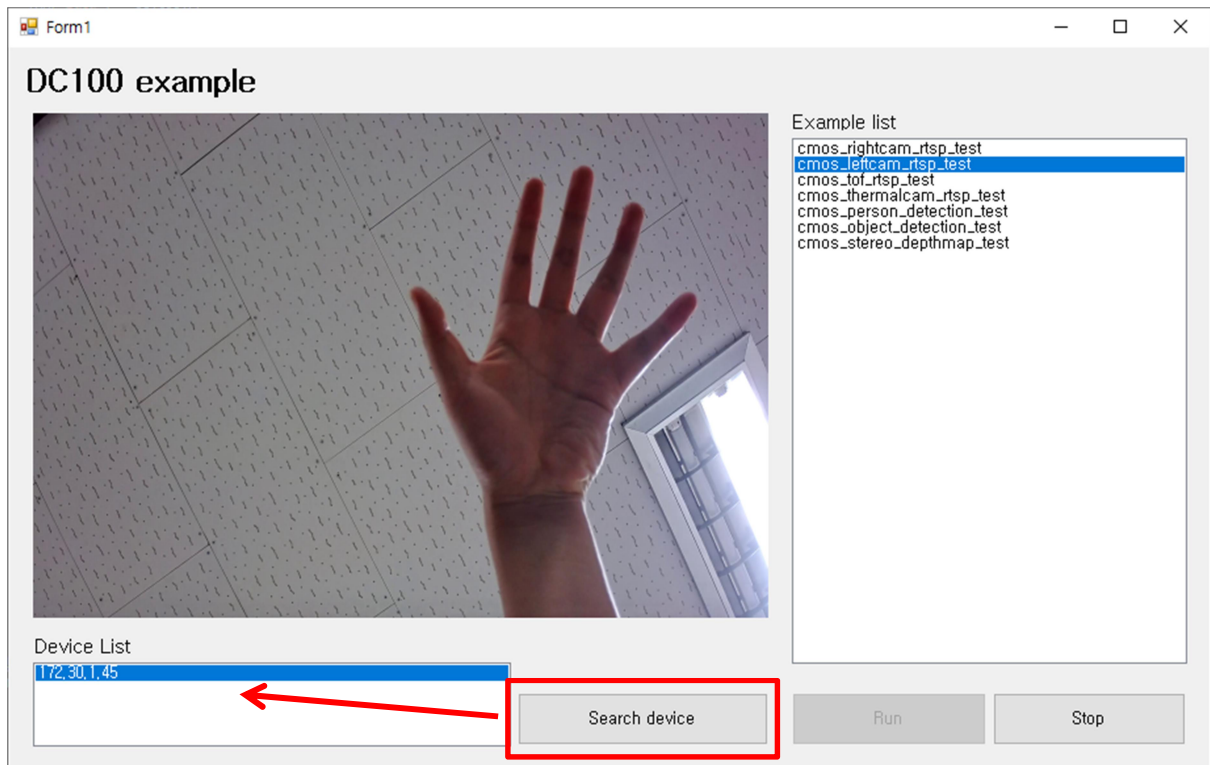 Form1
DC100 example
Example list
cmos_rightcam_rtsp_test
cmos_leftcam_rtsp_test
cmos_tof_rtsp_test
cmos_thermalcam_rtsp_test
cmos_person_detection_test
cmos_object_detection_test
cmos_stereo_depthmap_test
Device List
172.30.1.45
Search device
Run
Stop